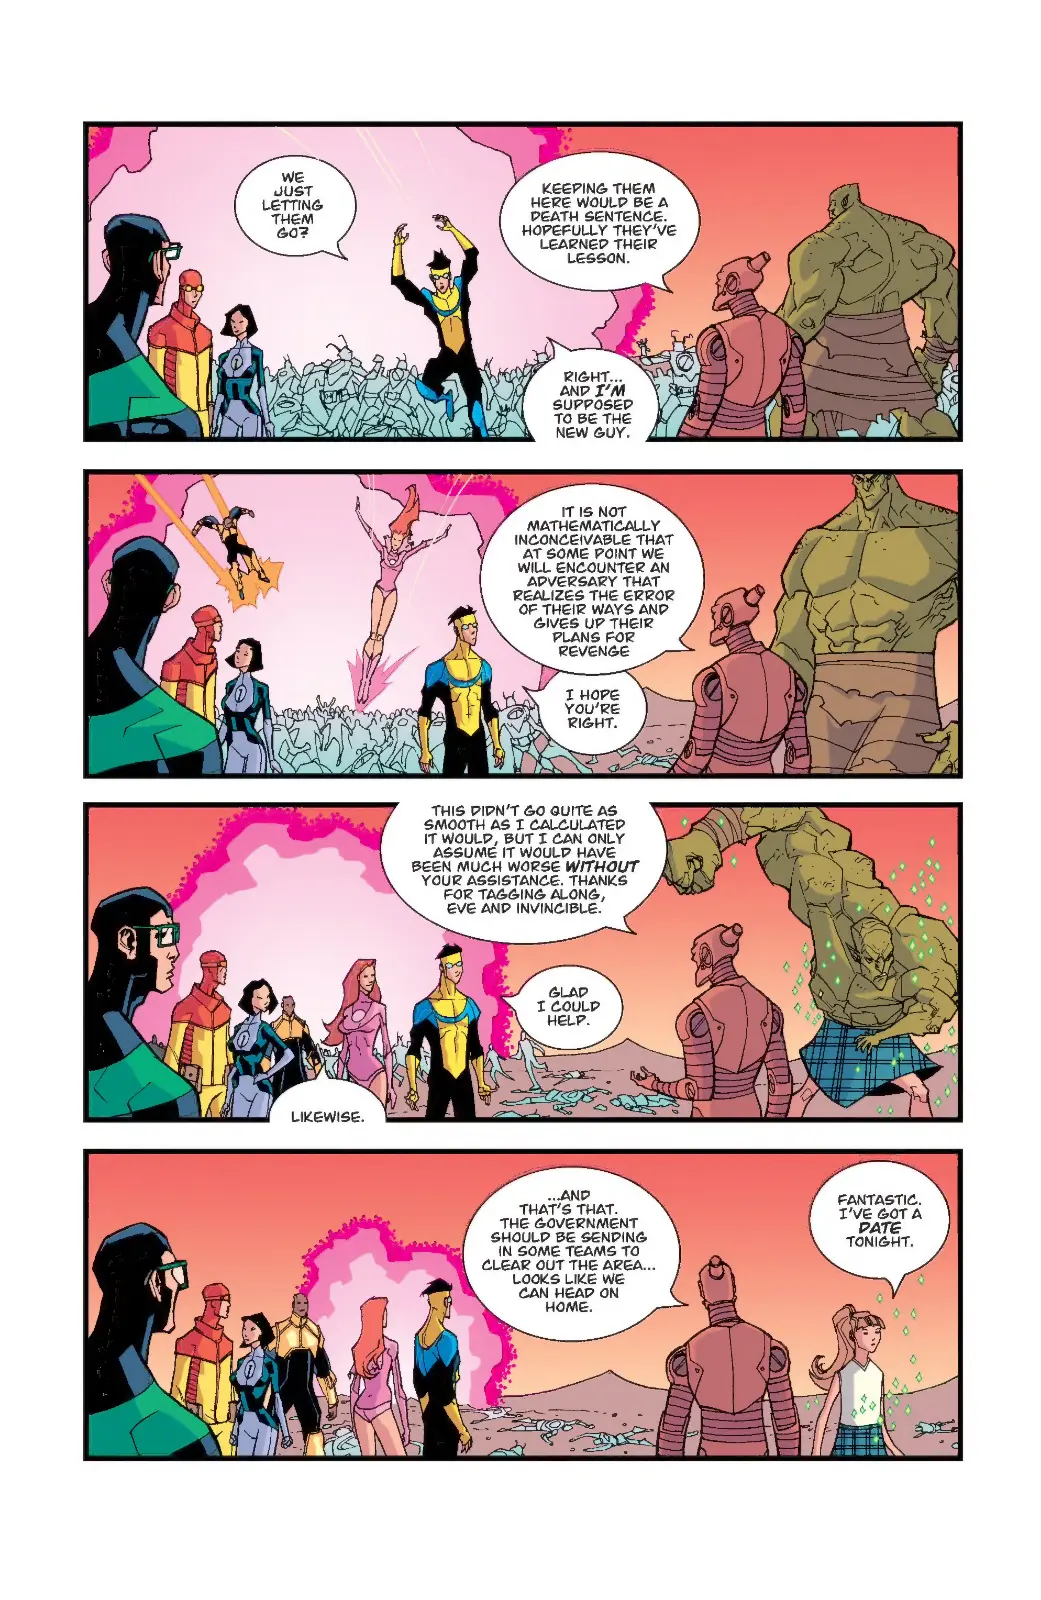 WE
JUST
LETTING
THEM
GO?
KEEPING THEM
HERE WOULD BE A
DEATH SENTENCE.
HOPEFULLY THEY'VE
LEARNED THEIR
LESSON.
RIGHT...
AND I'M
SUPPOSED
TO BE THE
NEW GUY.
IT IS NOT
MATHEMATICALLY
INCONCEIVABLE THAT
AT SOME POINT WE
WILL ENCOUNTER AN
ADVERSARY THAT
REALIZES THE ERROR
OF THEIR WAYS AND
GIVES UP THEIR
PLANS FOR
REVENGE
I HOPE
YOU'RE
RIGHT.
THIS DIDN'T GO QUITE AS
SMOOTH AS I CALCULATED
IT WOULD, BUT I CAN ONLY
ASSUME IT WOULD HAVE
BEEN MUCH WORSE WITHOUT
YOUR ASSISTANCE. THANKS
FOR TAGGING ALONG,
EVE AND INVINCIBLE.
GLAD
I COULD
HELP.
LIKEWISE.
...AND
THAT'S THAT.
THE GOVERNMENT
SHOULD BE SENDING
IN SOME TEAMS TO
CLEAR OUT THE AREA...
LOOKS LIKE WE
CAN HEAD ON
HOME.
FANTASTIC.
I'VE GOT A
DATE
TONIGHT.